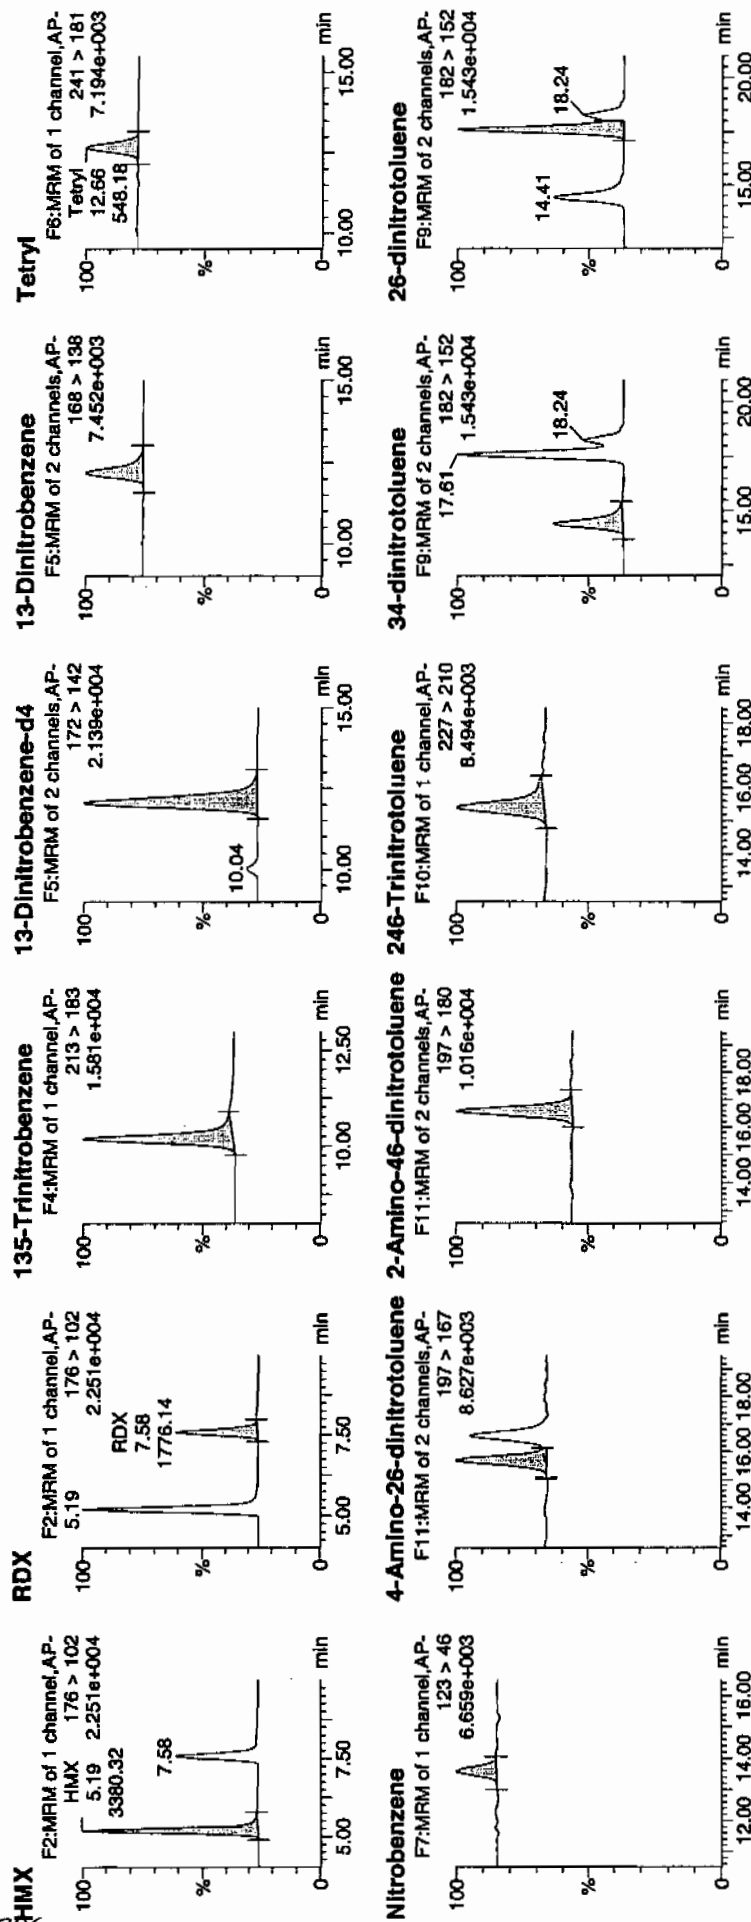 HMX
F2:MRM of 1 channel,AP-
HMX 176 > 102
5.19 2.251e+004
3380.32
7.58
100
%
0
5.00 7.50 min
RDX
F2:MRM of 1 channel,AP-
5.19 176 > 102
2.251e+004
RDX
7.58
1776.14
100
%
0
5.00 7.50 min
135-Trinitrobenzene
F4:MRM of 1 channel,AP-
213 > 183
1.581e+004
100
%
0
10.00 12.50 min
13-Dinitrobenzene-d4
F5:MRM of 2 channels,AP-
172 > 142
2.139e+004
10.04
100
%
0
10.00 15.00 min
13-Dinitrobenzene
F5:MRM of 2 channels,AP-
168 > 138
7.452e+003
100
%
0
10.00 15.00 min
Tetryl
F6:MRM of 1 channel,AP-
Tetryl 241 > 181
12.66 7.194e+003
548.18
100
%
0
10.00 15.00 min
Nitrobenzene
F7:MRM of 1 channel,AP-
123 > 46
6.659e+003
100
%
0
12.00 14.00 16.00 min
4-Amino-26-dinitrotoluene
F11:MRM of 2 channels,AP-
197 > 167
8.627e+003
100
%
0
14.00 16.00 18.00 min
2-Amino-46-dinitrotoluene
F11:MRM of 2 channels,AP-
197 > 180
1.016e+004
100
%
0
14.00 16.00 18.00 min
246-Trinitrotoluene
F10:MRM of 1 channel,AP-
227 > 210
8.494e+003
100
%
0
14.00 16.00 18.00 min
34-dinitrotoluene
F9:MRM of 2 channels,AP-
17.61 182 > 152
1.543e+004
18.24
100
%
0
15.00 20.00 min
26-dinitrotoluene
F9:MRM of 2 channels,AP-
182 > 152
1.543e+004
18.24
14.41
100
%
0
15.00 20.00 min